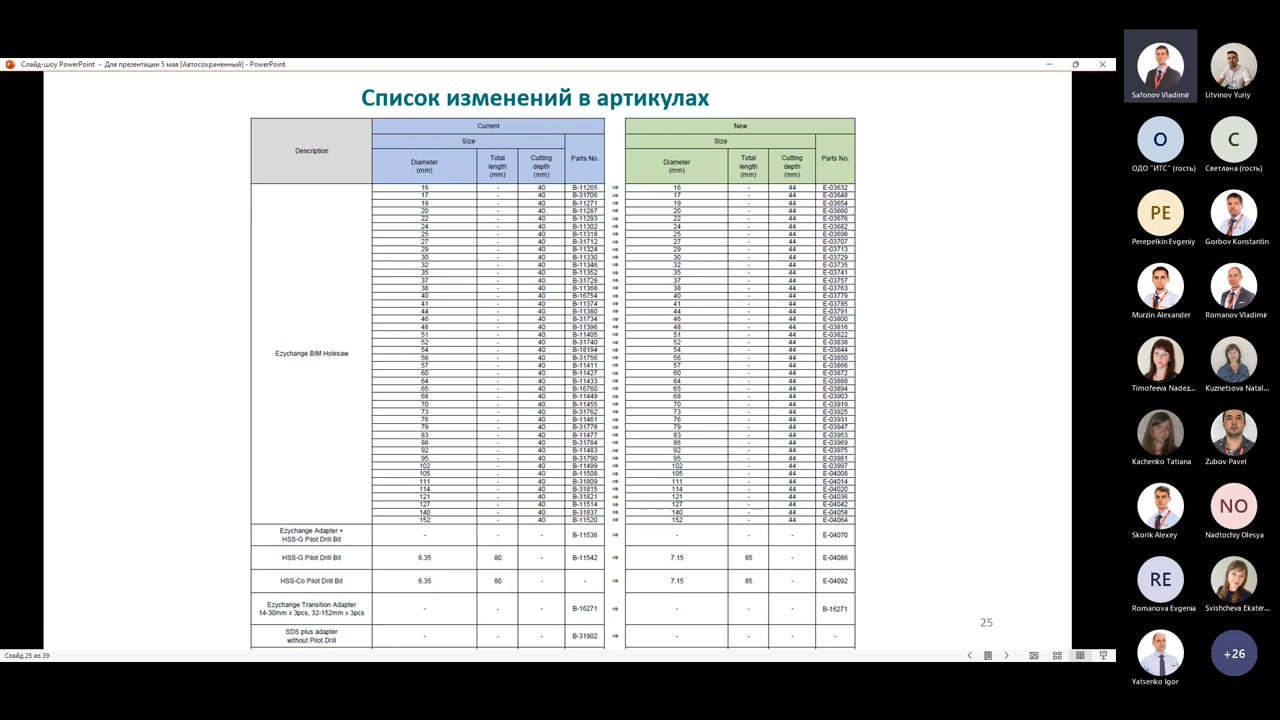 Слайд-шоу PowerPoint - Для презентации 5 мая [Автосохраненный] - PowerPoint
Список изменений в артикулах
Description Current New
Size Parts No. Size Parts No.
Diameter (mm) Total length (mm) Cutting depth (mm) Diameter (mm) Total length (mm) Cutting depth (mm)
Ezychange BiM Holesaw
16 - 40 B-11265 ⇒ 16 - 44 E-03632
17 - 40 B-31706 ⇒ 17 - 44 E-03648
19 - 40 B-11271 ⇒ 19 - 44 E-03654
20 - 40 B-11287 ⇒ 20 - 44 E-03660
22 - 40 B-11293 ⇒ 22 - 44 E-03676
24 - 40 B-11302 ⇒ 24 - 44 E-03682
25 - 40 B-11318 ⇒ 25 - 44 E-03698
27 - 40 B-31712 ⇒ 27 - 44 E-03707
29 - 40 B-11324 ⇒ 29 - 44 E-03713
30 - 40 B-11330 ⇒ 30 - 44 E-03729
32 - 40 B-11346 ⇒ 32 - 44 E-03735
35 - 40 B-11352 ⇒ 35 - 44 E-03741
37 - 40 B-31728 ⇒ 37 - 44 E-03757
38 - 40 B-11368 ⇒ 38 - 44 E-03763
40 - 40 B-16754 ⇒ 40 - 44 E-03779
41 - 40 B-11374 ⇒ 41 - 44 E-03785
44 - 40 B-11380 ⇒ 44 - 44 E-03791
46 - 40 B-31734 ⇒ 46 - 44 E-03800
48 - 40 B-11396 ⇒ 48 - 44 E-03816
51 - 40 B-11405 ⇒ 51 - 44 E-03822
52 - 40 B-31740 ⇒ 52 - 44 E-03838
54 - 40 B-18194 ⇒ 54 - 44 E-03844
56 - 40 B-31756 ⇒ 56 - 44 E-03850
57 - 40 B-11411 ⇒ 57 - 44 E-03866
60 - 40 B-11427 ⇒ 60 - 44 E-03872
64 - 40 B-11433 ⇒ 64 - 44 E-03888
65 - 40 B-16760 ⇒ 65 - 44 E-03894
68 - 40 B-11449 ⇒ 68 - 44 E-03903
70 - 40 B-11455 ⇒ 70 - 44 E-03919
73 - 40 B-31762 ⇒ 73 - 44 E-03925
76 - 40 B-11461 ⇒ 76 - 44 E-03931
79 - 40 B-31778 ⇒ 79 - 44 E-03947
83 - 40 B-11477 ⇒ 83 - 44 E-03953
86 - 40 B-31784 ⇒ 86 - 44 E-03969
92 - 40 B-11483 ⇒ 92 - 44 E-03975
95 - 40 B-31790 ⇒ 95 - 44 E-03981
102 - 40 B-11499 ⇒ 102 - 44 E-03997
105 - 40 B-11508 ⇒ 105 - 44 E-04008
111 - 40 B-31809 ⇒ 111 - 44 E-04014
114 - 40 B-31815 ⇒ 114 - 44 E-04020
121 - 40 B-31821 ⇒ 121 - 44 E-04036
127 - 40 B-11514 ⇒ 127 - 44 E-04042
140 - 40 B-31837 ⇒ 140 - 44 E-04058
152 - 40 B-11520 ⇒ 152 - 44 E-04064
Ezychange Adapter +
HSS-G Pilot Drill Bit - - - B-11536 ⇒ - - - E-04070
HSS-G Pilot Drill Bit 6.35 80 - B-11542 ⇒ 7.15 85 - E-04086
HSS-Co Pilot Drill Bit 6.35 80 - - ⇒ 7.15 85 - E-04092
Ezychange Transition Adapter
14-30mm x 3pcs, 32-152mm x 3pcs - - - B-16271 ⇒ - - - B-16271
SDS plus adapter
without Pilot Drill - - - B-31902 ⇒ - - - -
25
Слайд 25 из 39
Safonov Vladimir
Litvinov Yuriy
ОДО "ИТС" (гость)
Светлана (гость)
Perepelkin Evgeniy
Gorbov Konstantin
Murzin Alexander
Romanov Vladimir
Timofeeva Nadez...
Kuznetsova Natal...
Kachenko Tatiana
Zubov Pavel
Skorik Alexey
Nadtochiy Olesya
Romanova Evgenia
Svishcheva Ekater...
Yatsenko Igor
О
С
PE
NO
RE
+26